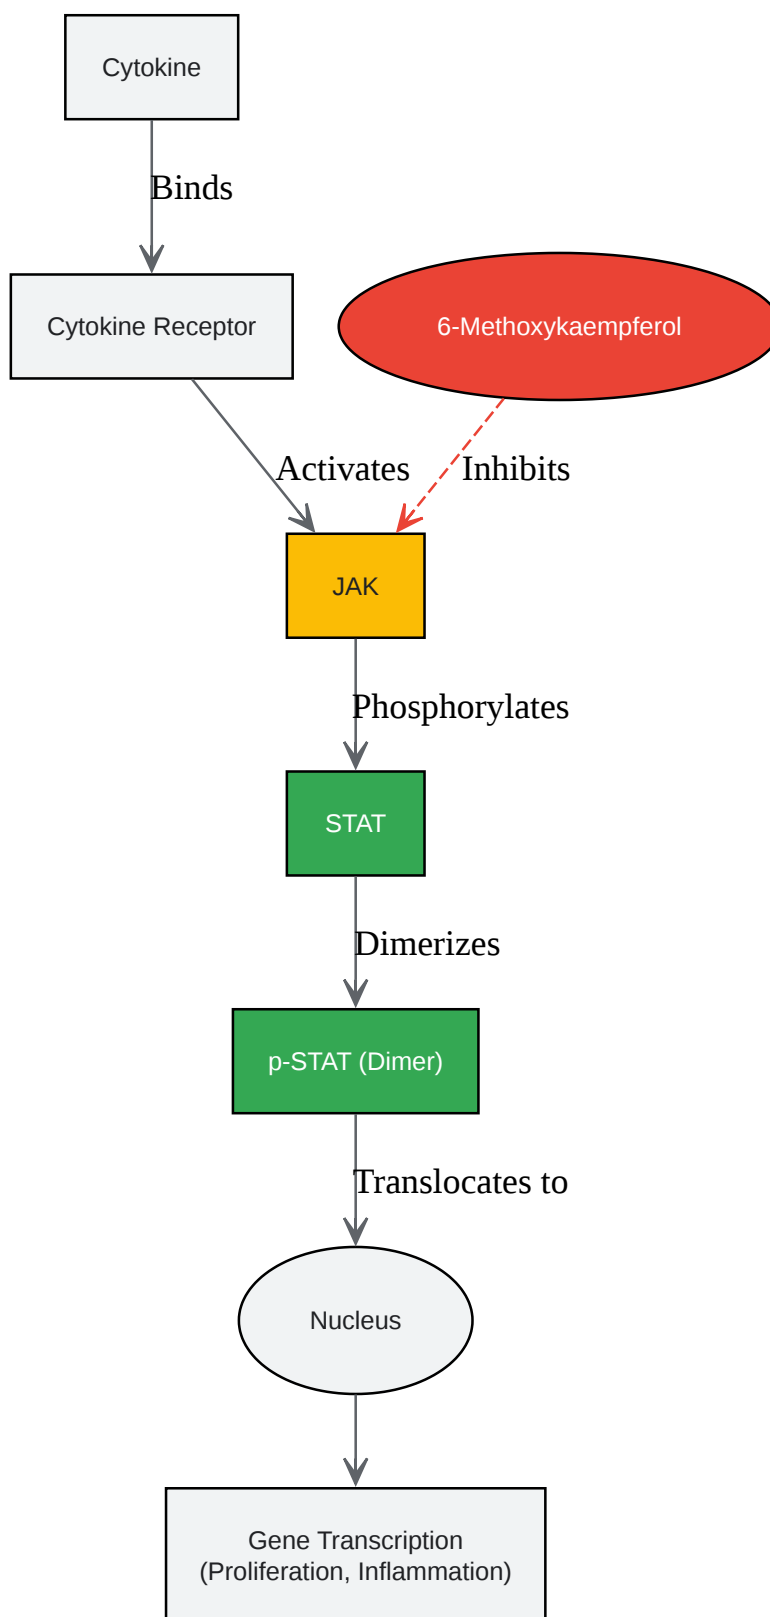 Cytokine
Binds
Cytokine Receptor
6-Methoxykaempferol
Activates
Inhibits
JAK
Phosphorylates
STAT
Dimerizes
p-STAT (Dimer)
Translocates to
Nucleus
Gene Transcription
(Proliferation, Inflammation)